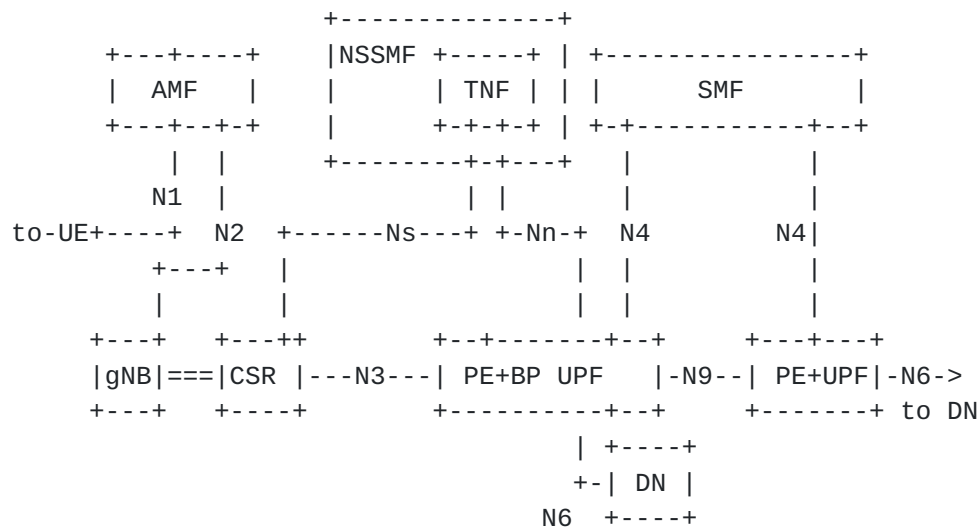 NSSMF
AMF TNF SMF
N1
to-UE N2 Ns Nn N4 N4
gNB CSR N3 PE+BP UPF N9 PE+UPF N6->
to DN
DN
N6